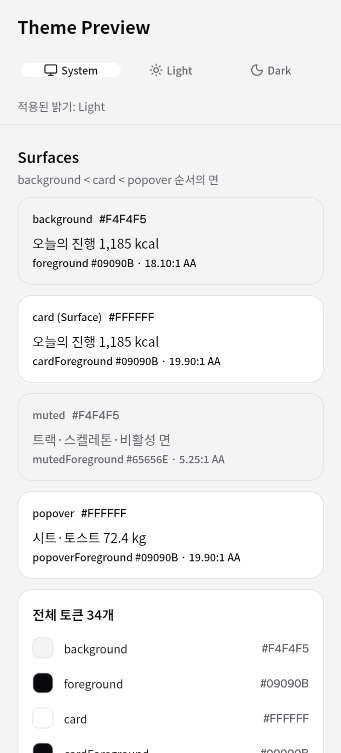 Theme Preview
System Light Dark
적용된 밝기: Light
Surfaces
background < card < popover 순서의 면
background #F4F4F5
오늘의 진행 1,185 kcal
foreground #09090B · 18.10:1 AA
card (Surface) #FFFFFF
오늘의 진행 1,185 kcal
cardForeground #09090B · 19.90:1 AA
muted #F4F4F5
트랙·스켈레톤·비활성 면
mutedForeground #65656E · 5.25:1 AA
popover #FFFFFF
시트·토스트 72.4 kg
popoverForeground #09090B · 19.90:1 AA
전체 토큰 34개
background #F4F4F5
foreground #09090B
card #FFFFFF
cardForeground #09090B